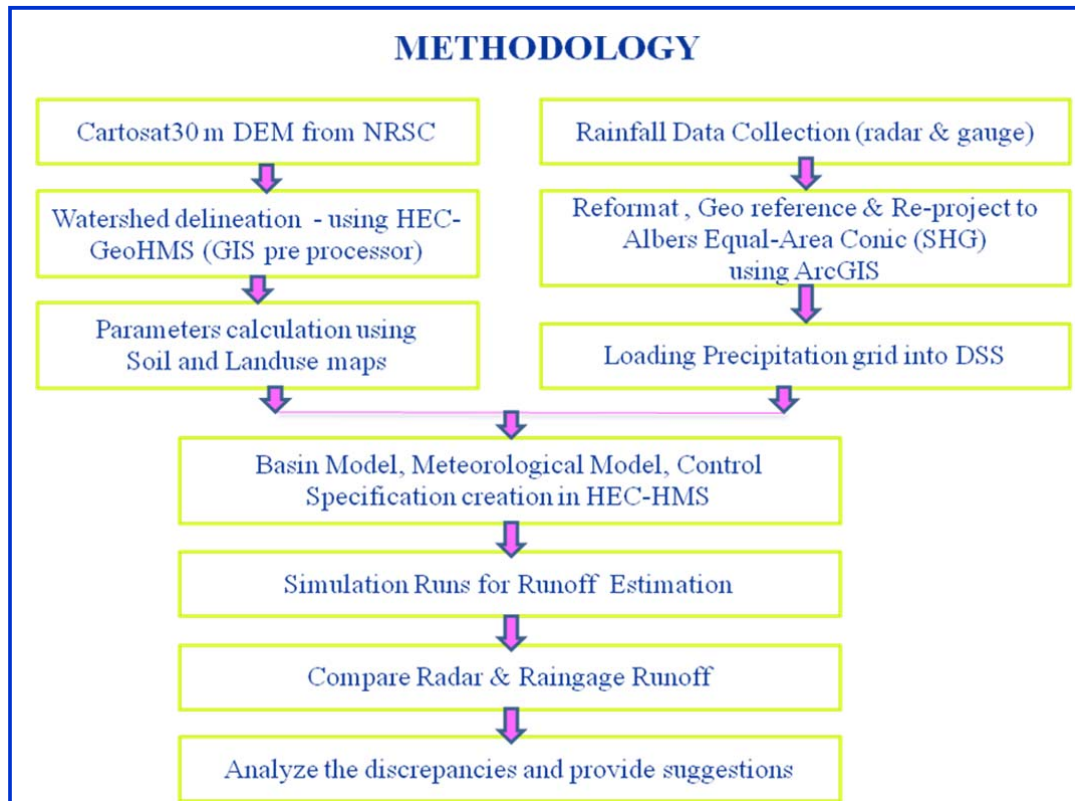 METHODOLOGY
Cartosat30 m DEM from NRSC
Watershed delineation - using HEC-
GeoHMS (GIS pre processor)
Parameters calculation using
Soil and Landuse maps
Rainfall Data Collection (radar & gauge)
Reformat , Geo reference & Re-project to
Albers Equal-Area Conic (SHG)
using ArcGIS
Loading Precipitation grid into DSS
Basin Model, Meteorological Model, Control
Specification creation in HEC-HMS
Simulation Runs for Runoff Estimation
Compare Radar & Raingage Runoff
Analyze the discrepancies and provide suggestions